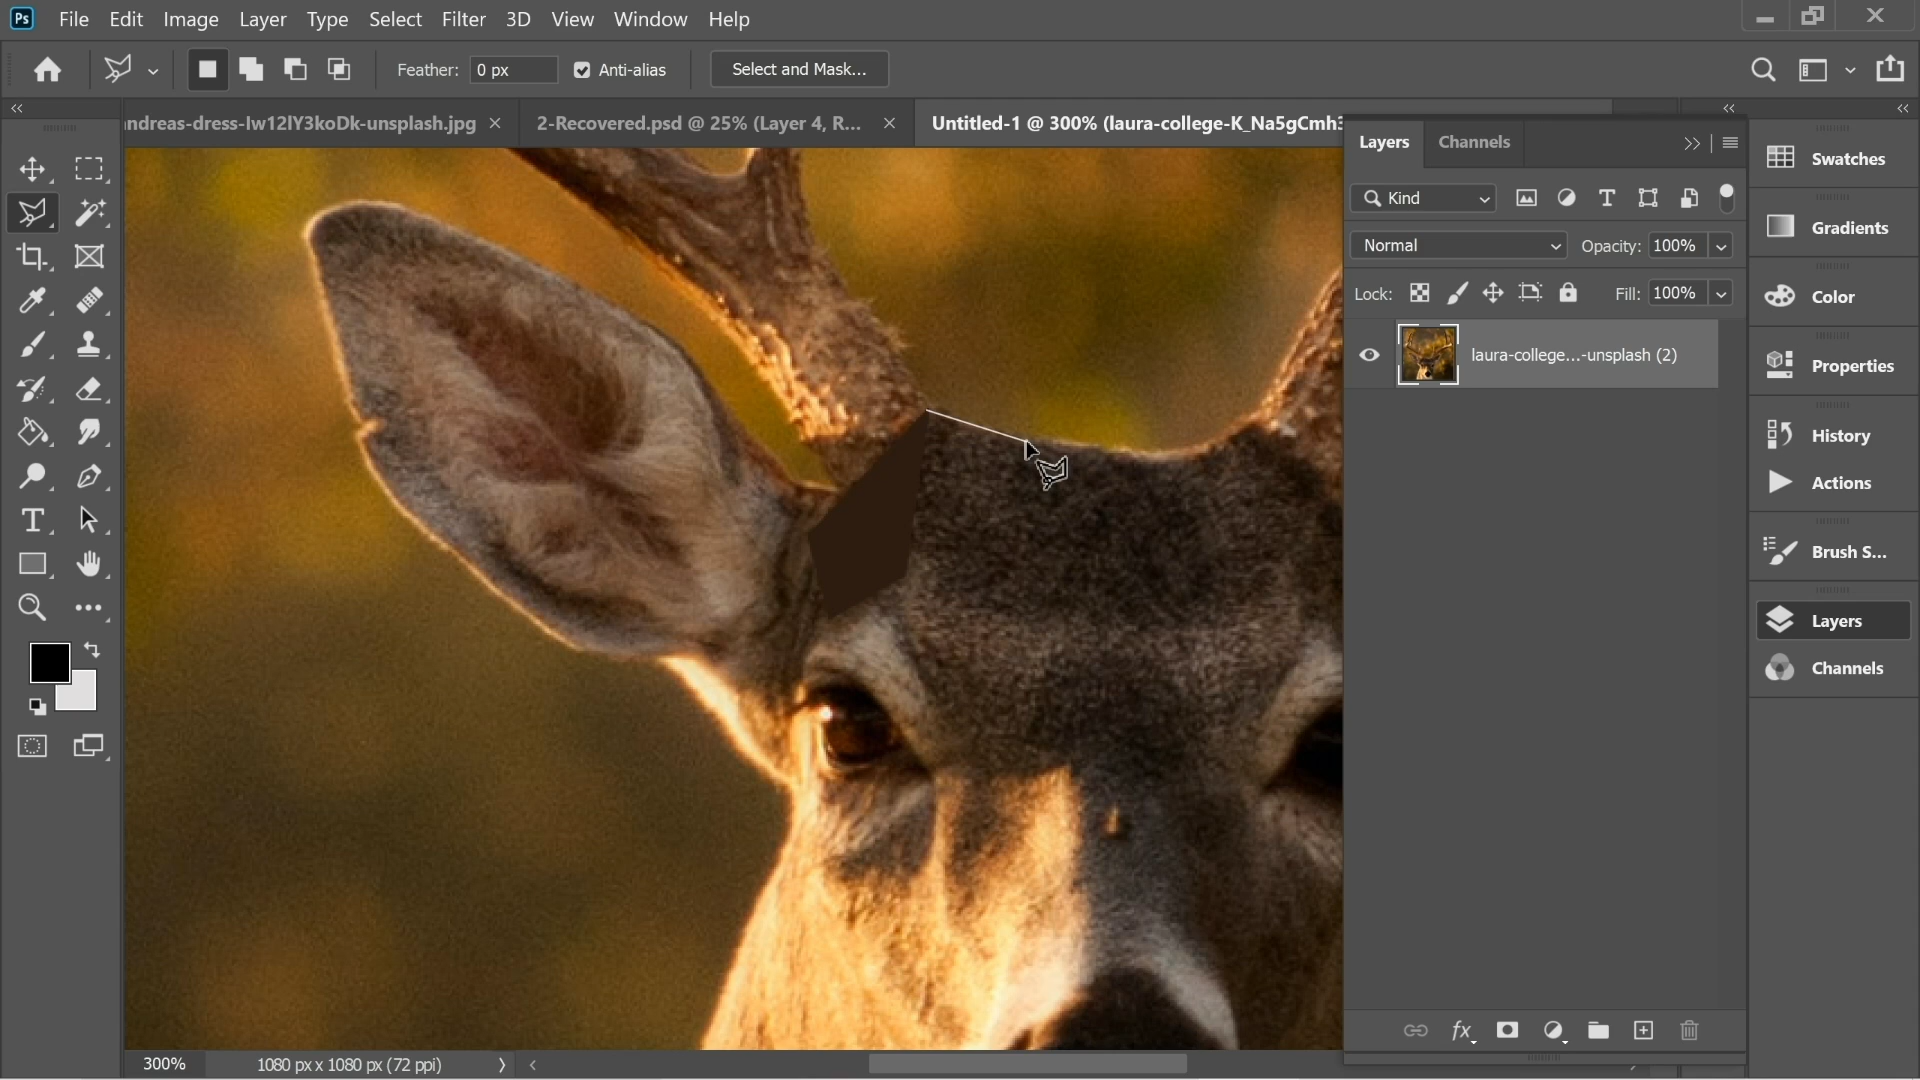 Ps File Edit Image Layer Type Select Filter 3D View Window Help
Feather: 0 px Anti-alias Select and Mask...
andreas-dress-lw12lY3koDk-unsplash.jpg 2-Recovered.psd @ 25% (Layer 4, R... Untitled-1 @ 300% (laura-college-K_Na5gCmh3
Layers Channels
Kind
Normal Opacity: 100%
Lock: Fill: 100%
laura-college...-unsplash (2)
fx
Swatches
Gradients
Color
Properties
History
Actions
Brush S...
Layers
Channels
300% 1080 px x 1080 px (72 ppi)